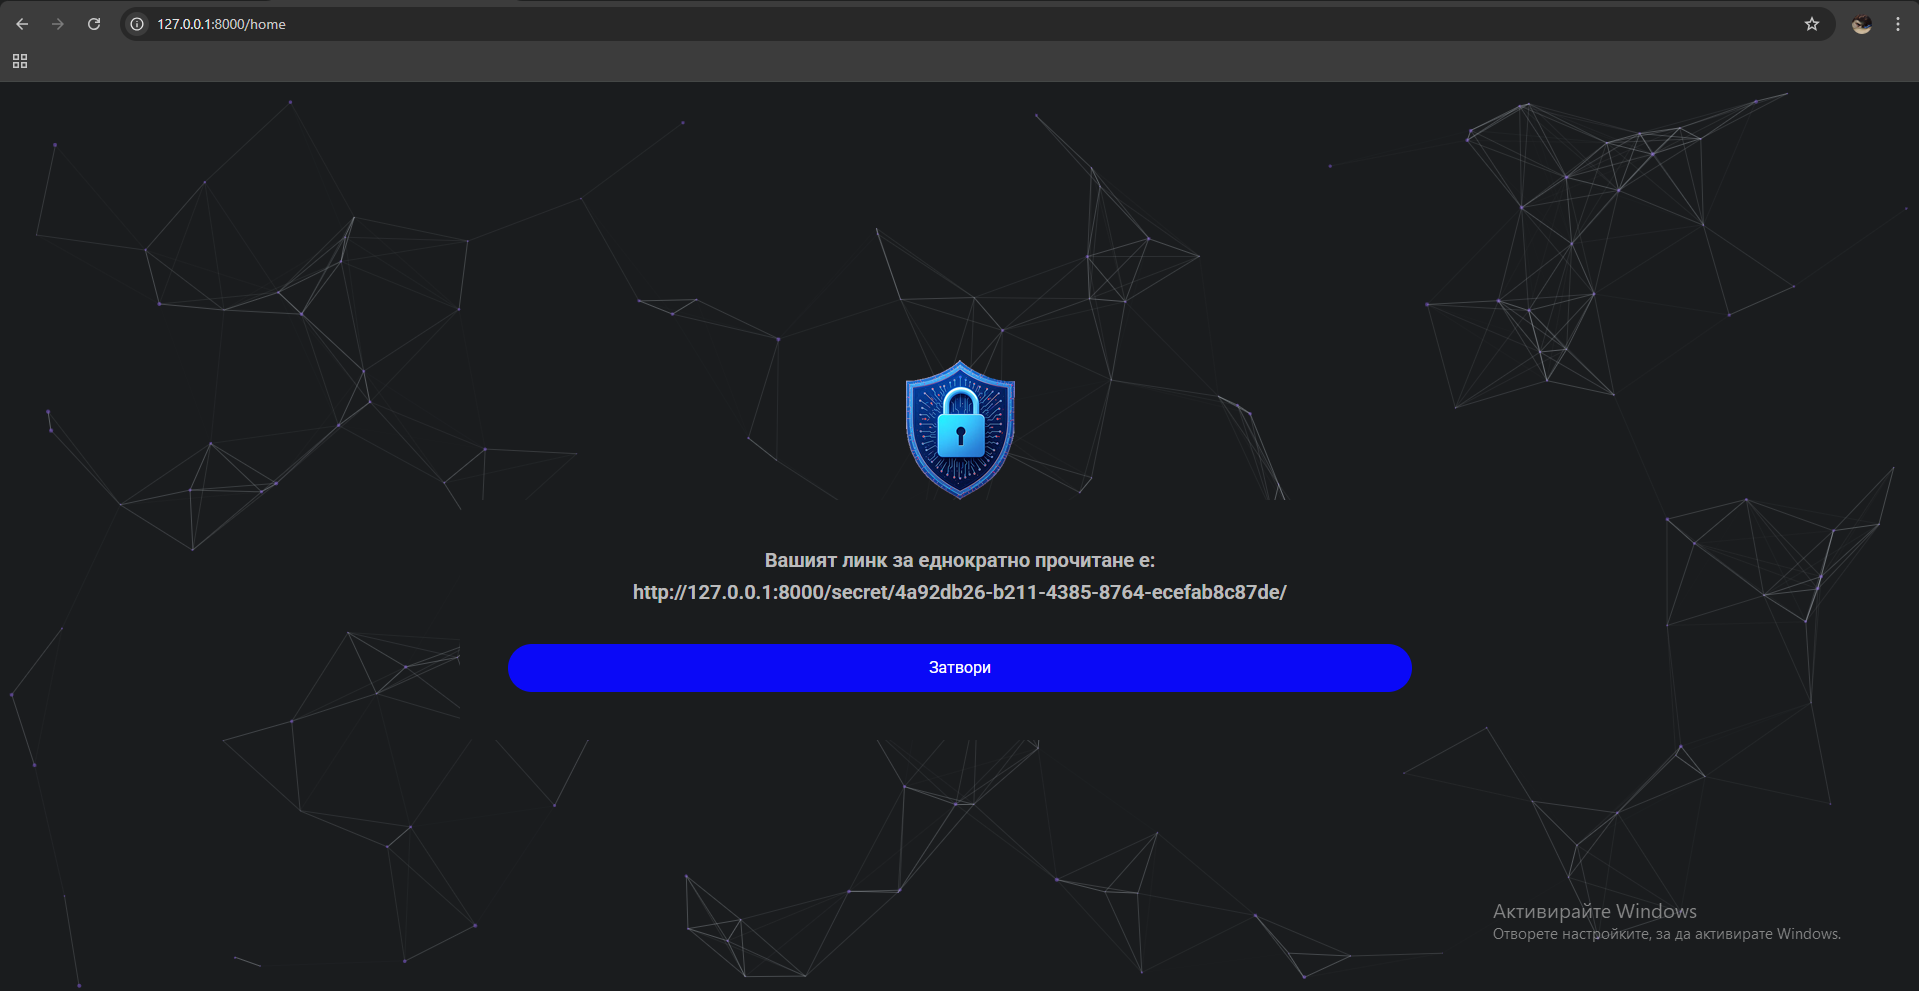 127.0.0.1:8000/home
Вашият линк за еднократно прочитане е:
http://127.0.0.1:8000/secret/4a92db26-b211-4385-8764-ecefab8c87de/
Затвори
Активирайте Windows
Отворете настройките, за да активирате Windows.